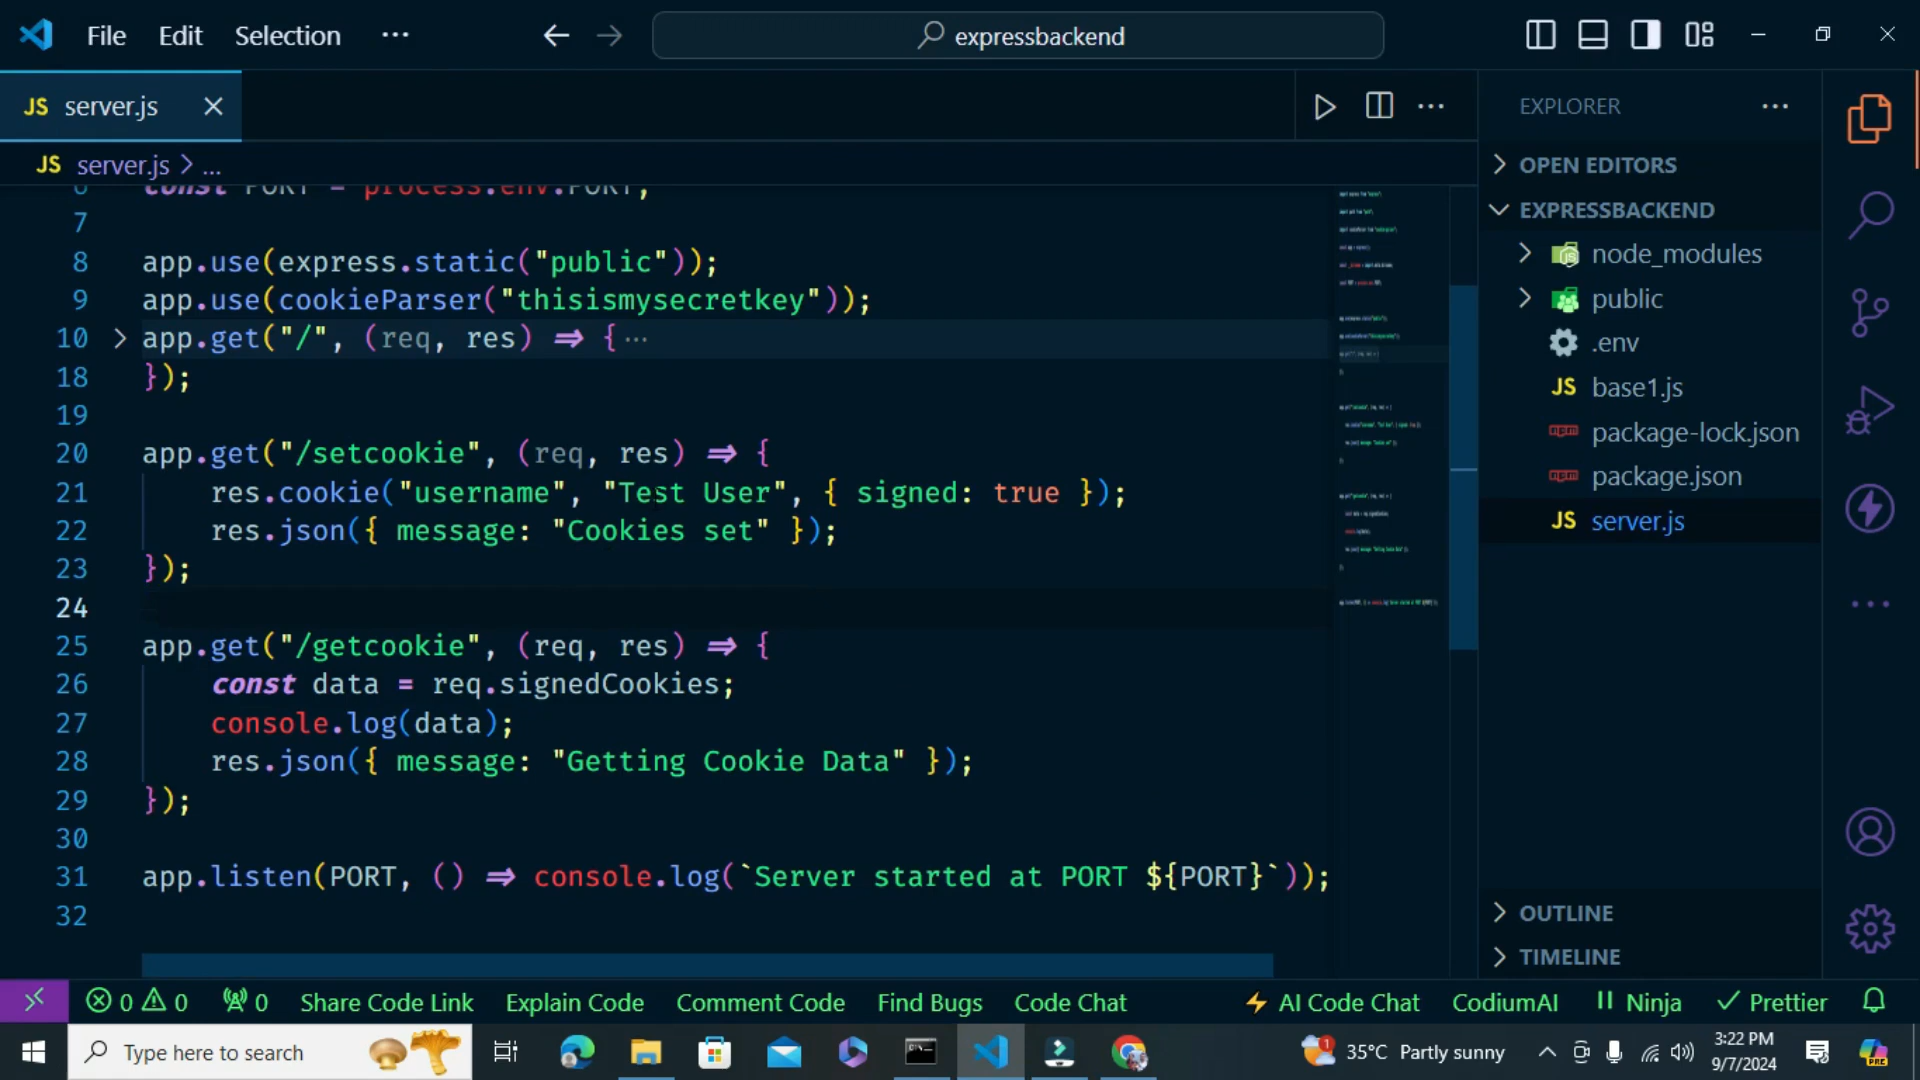 File Edit Selection ··· expressbackend
JS server.js
JS server.js > ...
6 const PORT = process.env.PORT;
7
8 app.use(express.static("public"));
9 app.use(cookieParser("thisismysecretkey"));
10 app.get("/", (req, res) => {···
18 });
19
20 app.get("/setcookie", (req, res) => {
21 res.cookie("username", "Test User", { signed: true });
22 res.json({ message: "Cookies set" });
23 });
24
25 app.get("/getcookie", (req, res) => {
26 const data = req.signedCookies;
27 console.log(data);
28 res.json({ message: "Getting Cookie Data" });
29 });
30
31 app.listen(PORT, () => console.log(`Server started at PORT ${PORT}`));
32
EXPLORER
OPEN EDITORS
EXPRESSBACKEND
node_modules
public
.env
JS base1.js
npm package-lock.json
npm package.json
JS server.js
OUTLINE
TIMELINE
0 0 0 Share Code Link Explain Code Comment Code Find Bugs Code Chat AI Code Chat CodiumAI Ninja Prettier
Type here to search
1 35°C Partly sunny
3:22 PM
9/7/2024
PRE